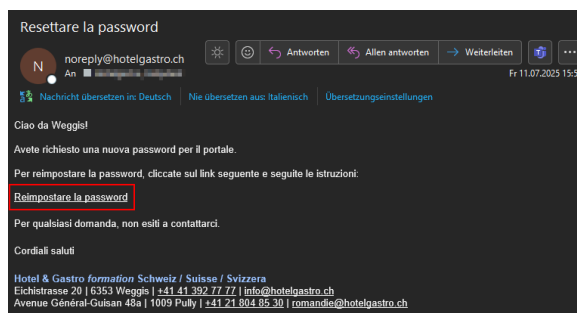 Resettare la password
N
noreply@hotelgastro.ch
Antworten
Allen antworten
Weiterleiten
An
Fr 11.07.2025
Nachricht übersetzen in: Deutsch
Nie übersetzen aus: Italienisch
Übersetzungseinstellungen
Ciao da Weggis!
Avete richiesto una nuova password per il portale.
Per reimpostare la password, cliccate sul link seguente e seguite le istruzioni:
Reimpostare la password
Per qualsiasi domanda, non esiti a contattarci.
Cordiali saluti
Hotel & Gastro formation Schweiz / Suisse / Svizzera
Eichistrasse 20 | 6353 Weggis | +41 41 392 77 77 | info@hotelgastro.ch
Avenue Général-Guisan 48a | 1009 Pully | +41 21 804 85 30 | romandie@hotelgastro.ch